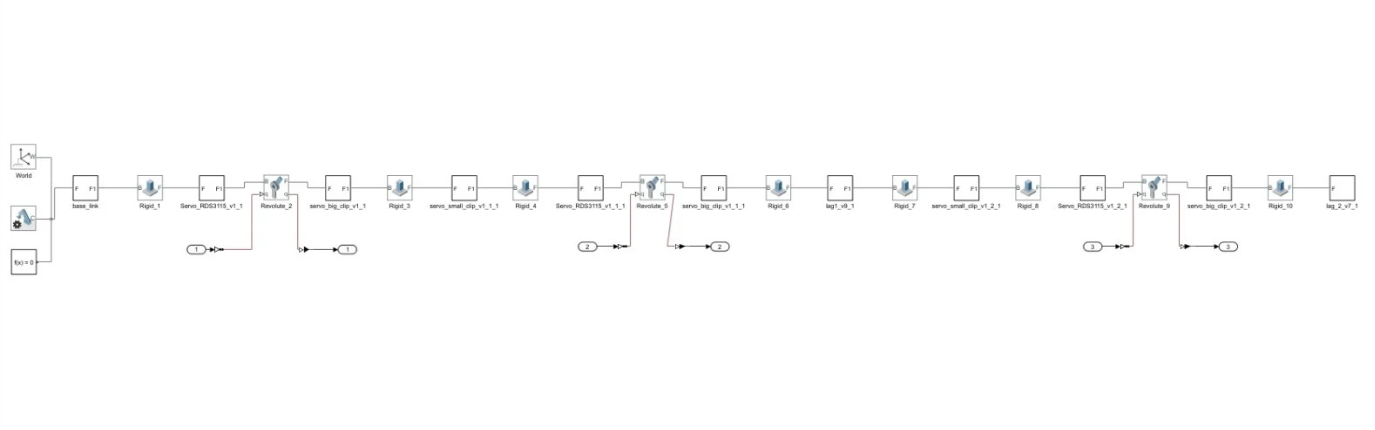 W
World
f(x) = 0
F F1
base_link
B F
Rigid_1
F F1
Servo_RDS3115_v1_1
B F
q q
Revolute_2
F F1
servo_big_clip_v1_1
B F
Rigid_3
F F1
servo_small_clip_v1_1_1
B F
Rigid_4
F F1
Servo_RDS3115_v1_1_1
B F
q q
Revolute_5
F F1
servo_big_clip_v1_1_1
B F
Rigid_6
F F1
lag1_v9_1
B F
Rigid_7
F F1
servo_small_clip_v1_2_1
B F
Rigid_8
F F1
Servo_RDS3115_v1_2_1
B F
q q
Revolute_9
F F1
servo_big_clip_v1_2_1
B F
Rigid_10
F
lag_2_v7_1
1
1
2
2
3
3